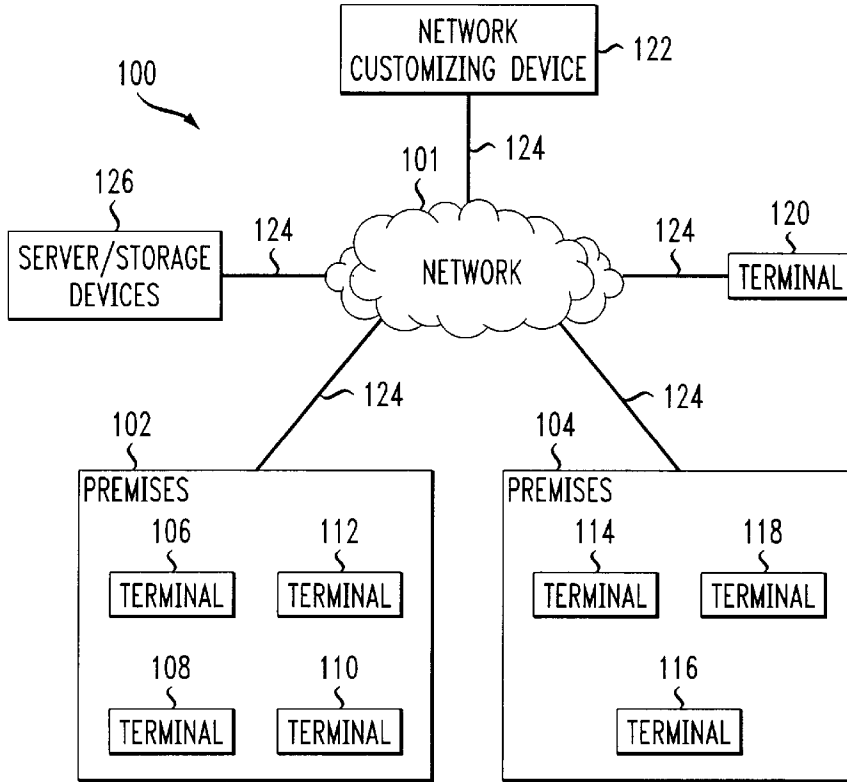 NETWORK
CUSTOMIZING DEVICE
122
100
124
101
126
SERVER/STORAGE
DEVICES
124
NETWORK
124
120
TERMINAL
124
124
102
PREMISES
106
TERMINAL
112
TERMINAL
108
TERMINAL
110
TERMINAL
104
PREMISES
114
TERMINAL
118
TERMINAL
116
TERMINAL